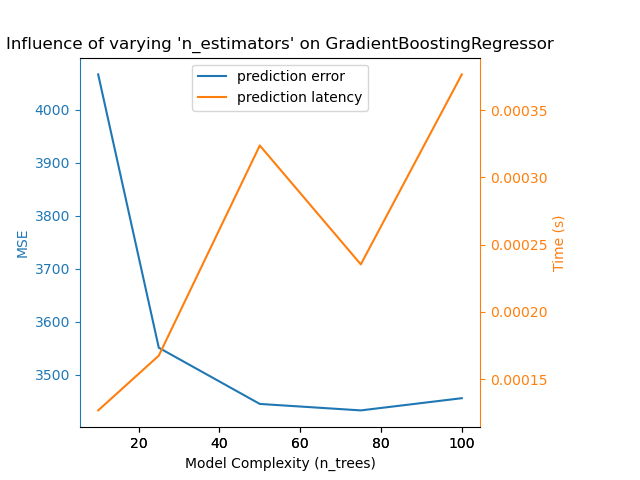 Influence of varying 'n_estimators' on GradientBoostingRegressor
prediction error
prediction latency
4000
3900
3800
3700
3600
3500
MSE
0.00035
0.00030
0.00025
0.00020
0.00015
Time (s)
20 40 60 80 100
Model Complexity (n_trees)